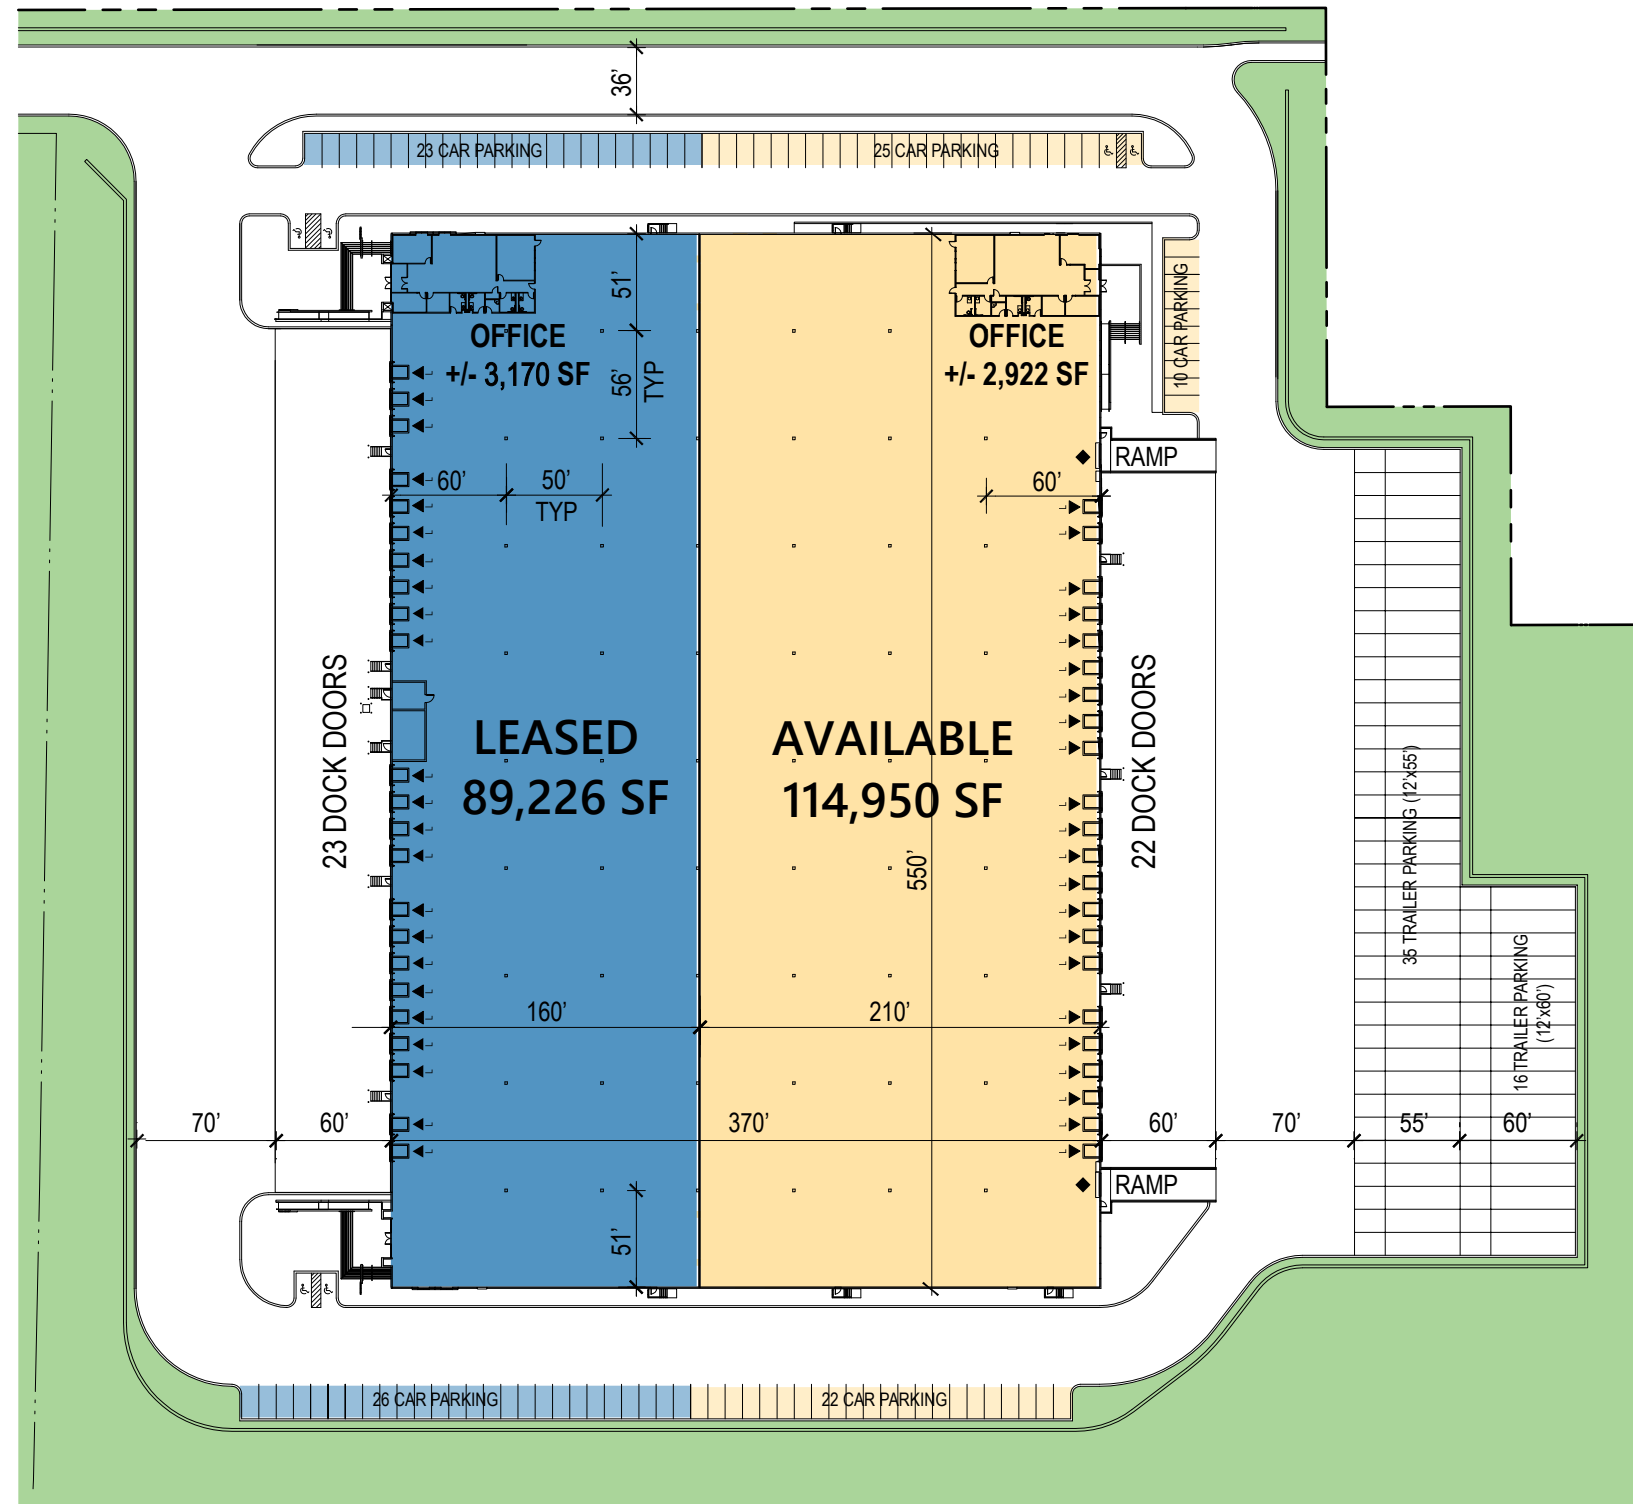 36'
23 CAR PARKING
25 CAR PARKING
51'
10 CAR PARKING
OFFICE
+/- 3,170 SF
OFFICE
+/- 2,922 SF
56'
TYP
RAMP
60'
50'
TYP
60'
23 DOCK DOORS
LEASED
89,226 SF
AVAILABLE
114,950 SF
22 DOCK DOORS
550'
35 TRAILER PARKING (12'x55')
16 TRAILER PARKING
(12'x60')
160'
210'
70'
60'
370'
60'
70'
55'
60'
RAMP
51'
26 CAR PARKING
22 CAR PARKING